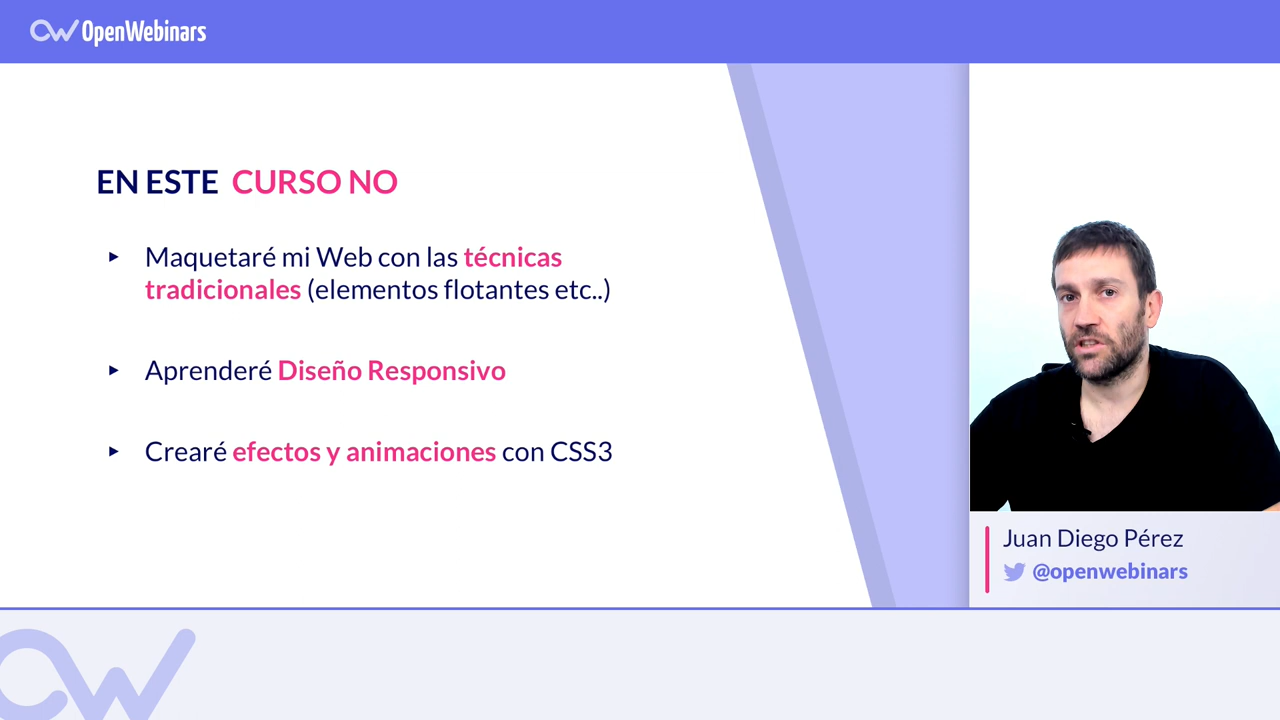 OpenWebinars
EN ESTE CURSO NO
▸ Maquetaré mi Web con las técnicas
tradicionales (elementos flotantes etc..)
▸ Aprenderé Diseño Responsivo
▸ Crearé efectos y animaciones con CSS3
Juan Diego Pérez
@openwebinars